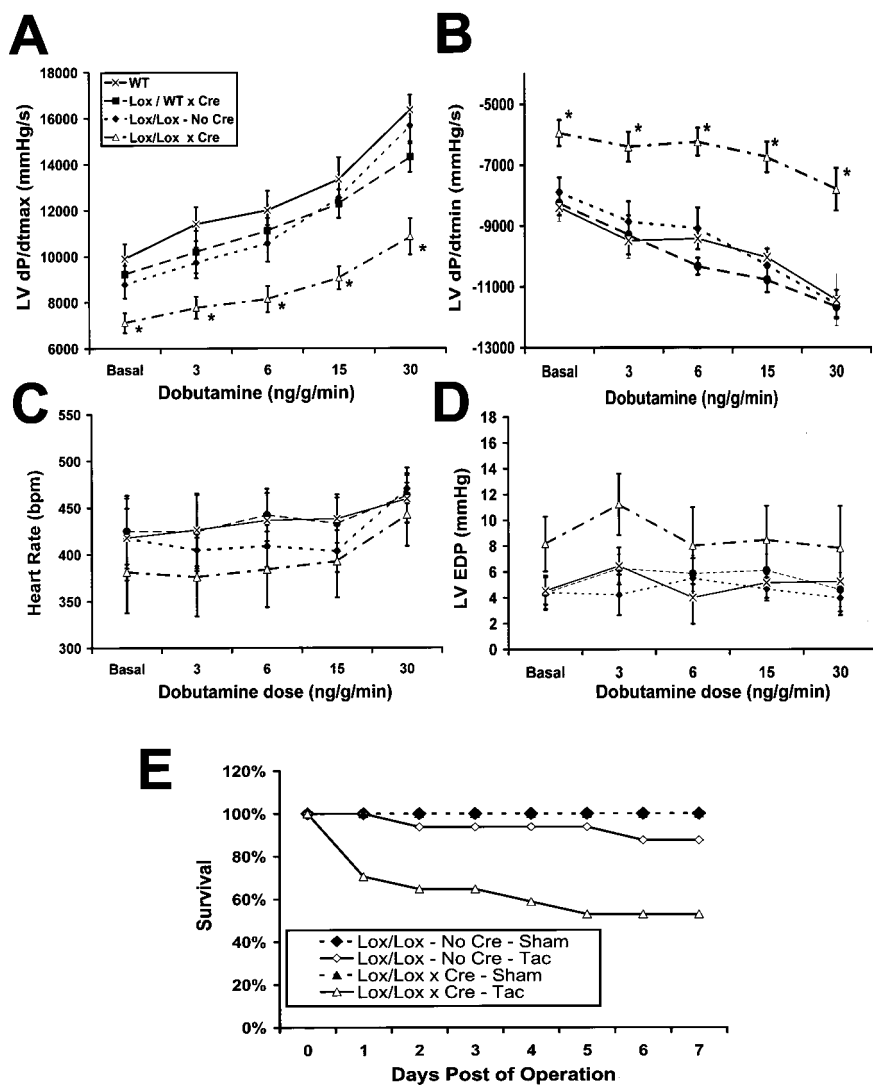 A
18000
16000
14000
12000
10000
8000
6000
LV dP/dtmax (mmHg/s)
WT
Lox / WT x Cre
Lox/Lox - No Cre
Lox/Lox x Cre
* * * * *
Basal 3 6 15 30
Dobutamine (ng/g/min)
B
-5000
-7000
-9000
-11000
-13000
LV dP/dtmin (mmHg/s)
* * * * *
Basal 3 6 15 30
Dobutamine (ng/g/min)
C
550
500
450
400
350
300
Heart Rate (bpm)
Basal 3 6 15 30
Dobutamine dose (ng/g/min)
D
18
16
14
12
10
8
6
4
2
0
LV EDP (mmHg)
Basal 3 6 15 30
Dobutamine dose (ng/g/min)
E
120%
100%
80%
60%
40%
20%
0%
Survival
Lox/Lox - No Cre - Sham
Lox/Lox - No Cre - Tac
Lox/Lox x Cre - Sham
Lox/Lox x Cre - Tac
0 1 2 3 4 5 6 7
Days Post of Operation